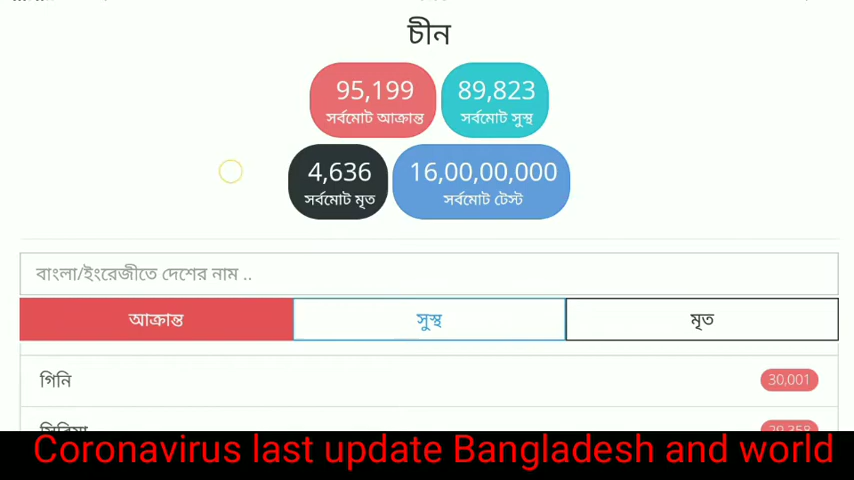 চীন
95,199 89,823
সর্বমোট আক্রান্ত সর্বমোট সুস্থ
4,636 16,00,00,000
সর্বমোট মৃত সর্বমোট টেস্ট
বাংলা/ইংরেজীতে দেশের নাম ..
আক্রান্ত সুস্থ মৃত
গিনি 30,001
Coronavirus last update Bangladesh and world